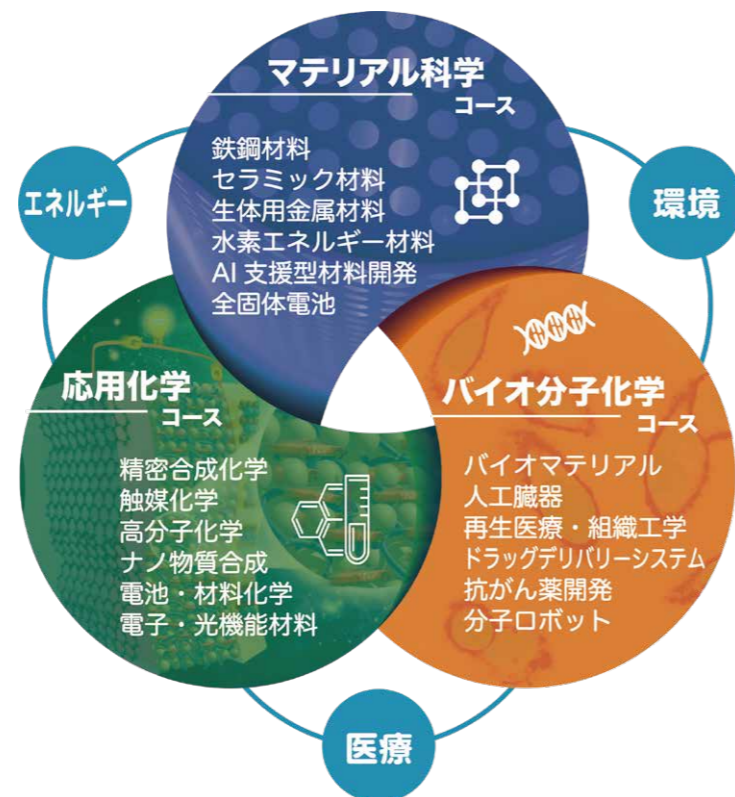 マテリアル科学
コース
鉄鋼材料
セラミック材料
生体用金属材料
水素エネルギー材料
AI 支援型材料開発
全固体電池
エネルギー
環境
応用化学
コース
精密合成化学
触媒化学
高分子化学
ナノ物質合成
電池・材料化学
電子・光機能材料
バイオ分子化学
コース
バイオマテリアル
人工臓器
再生医療・組織工学
ドラッグデリバリーシステム
抗がん薬開発
分子ロボット
医療